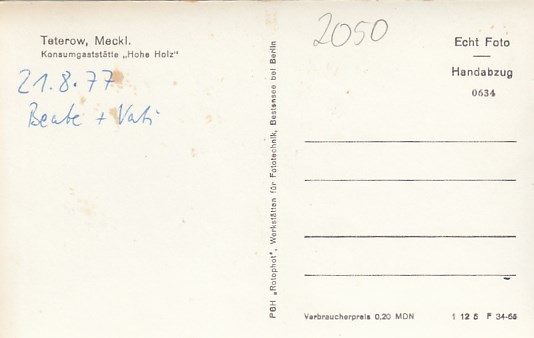 Teterow, Meckl.
Konsumgaststätte „Hohe Holz"
21.8.77
Beate + Vati
PGH „Rotophot", Werkstätten für Fototechnik, Bestensee bei Berlin
2050
Echt Foto
Handabzug
0634
Verbraucherpreis 0,20 MDN 1 12 5 F 34-65